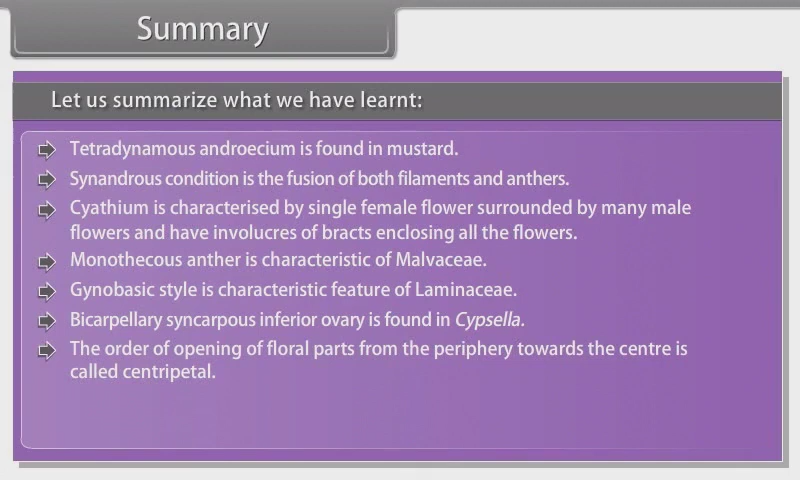 Summary
Let us summarize what we have learnt:
Tetradynamous androecium is found in mustard.
Synandrous condition is the fusion of both filaments and anthers.
Cyathium is characterised by single female flower surrounded by many male
flowers and have involucres of bracts enclosing all the flowers.
Monothecous anther is characteristic of Malvaceae.
Gynobasic style is characteristic feature of Laminaceae.
Bicarpellary syncarpous inferior ovary is found in Cypsella.
The order of opening of floral parts from the periphery towards the centre is
called centripetal.